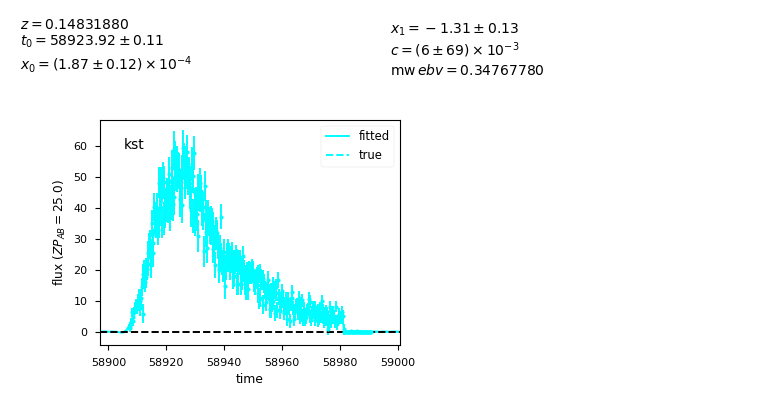 z = 0.14831880
t₀ = 58923.92 ± 0.11
x₀ = (1.87 ± 0.12) × 10⁻⁴
x₁ = −1.31 ± 0.13
c = (6 ± 69) × 10⁻³
mw ebv = 0.34767780
kst
fitted
true
flux (ZP_AB = 25.0)
60
50
40
30
20
10
0
58900 58920 58940 58960 58980 59000
time